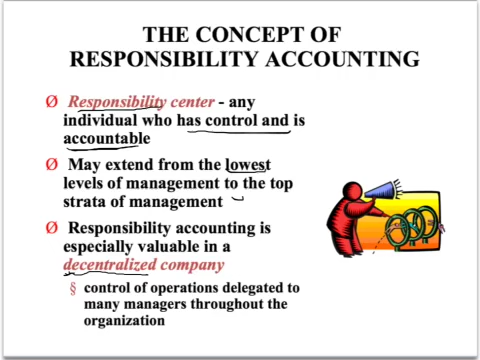 THE CONCEPT OF
RESPONSIBILITY ACCOUNTING
Ø Responsibility center - any
individual who has control and is
accountable
Ø May extend from the lowest
levels of management to the top
strata of management
Ø Responsibility accounting is
especially valuable in a
decentralized company
§ control of operations delegated to
many managers throughout the
organization